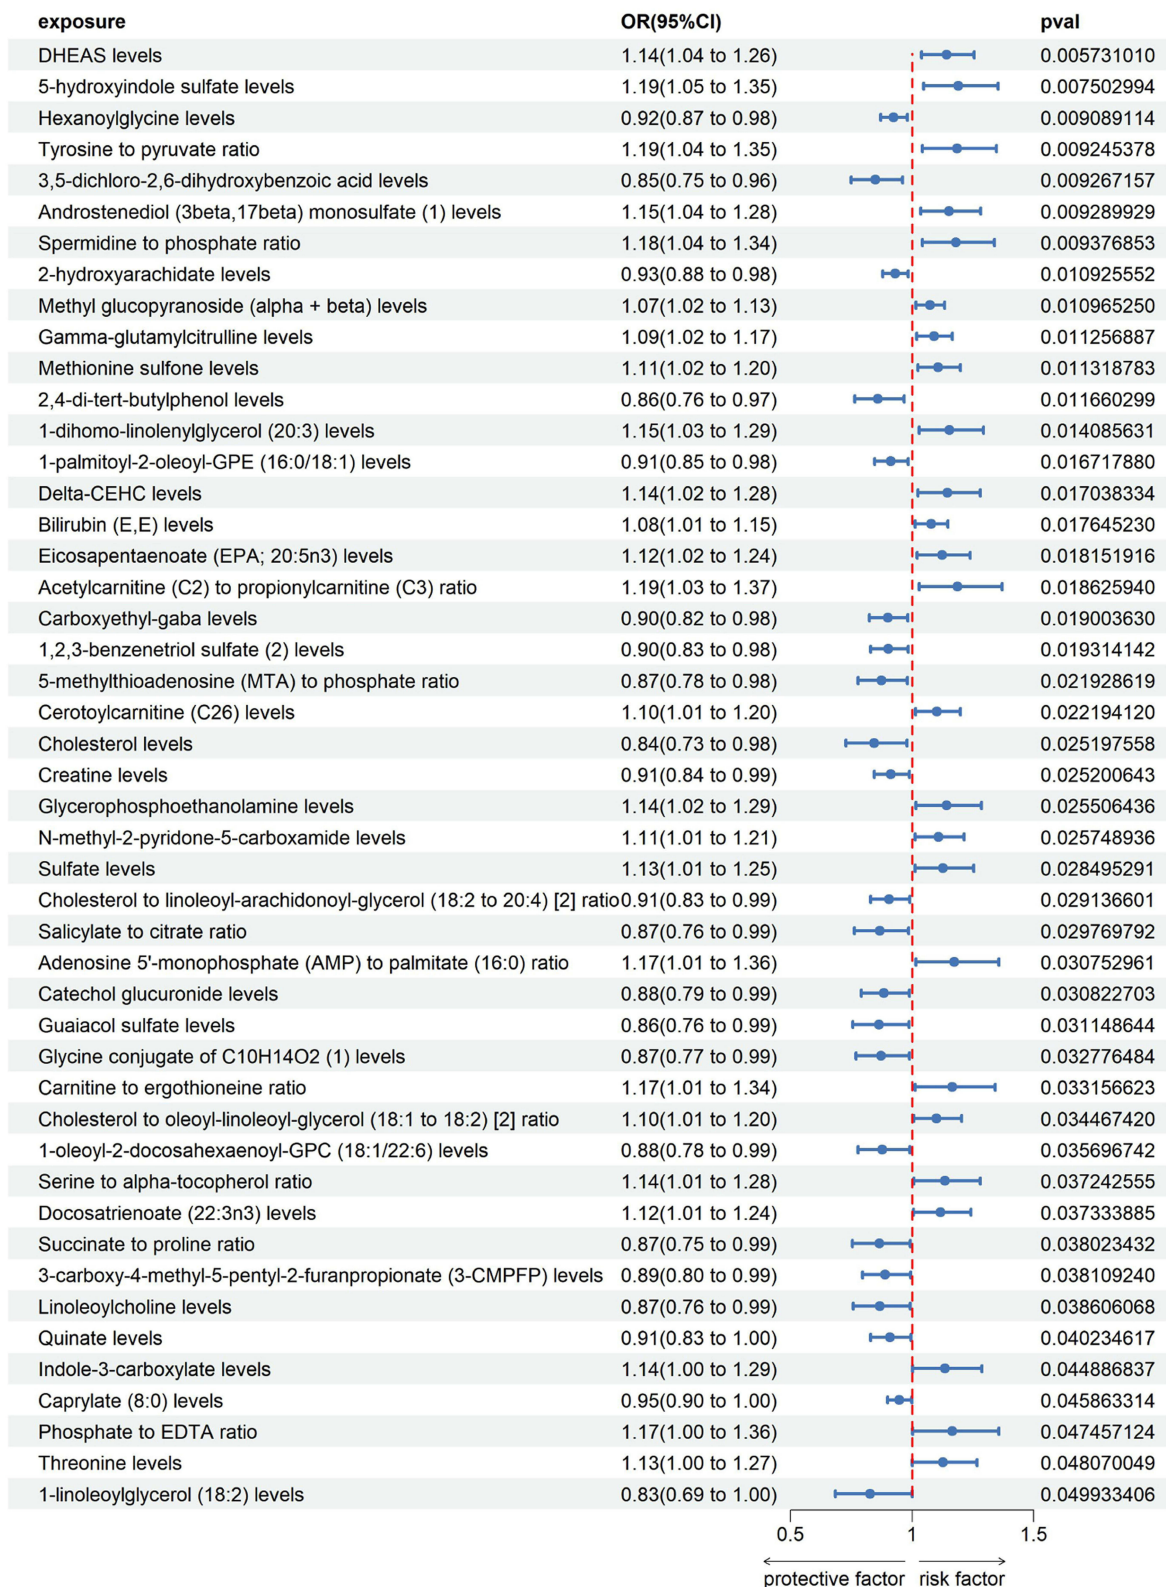 exposure OR(95%CI) pval
DHEAS levels 1.14(1.04 to 1.26) 0.005731010
5-hydroxyindole sulfate levels 1.19(1.05 to 1.35) 0.007502994
Hexanoylglycine levels 0.92(0.87 to 0.98) 0.009089114
Tyrosine to pyruvate ratio 1.19(1.04 to 1.35) 0.009245378
3,5-dichloro-2,6-dihydroxybenzoic acid levels 0.85(0.75 to 0.96) 0.009267157
Androstenediol (3beta,17beta) monosulfate (1) levels 1.15(1.04 to 1.28) 0.009289929
Spermidine to phosphate ratio 1.18(1.04 to 1.34) 0.009376853
2-hydroxyarachidate levels 0.93(0.88 to 0.98) 0.010925552
Methyl glucopyranoside (alpha + beta) levels 1.07(1.02 to 1.13) 0.010965250
Gamma-glutamylcitrulline levels 1.09(1.02 to 1.17) 0.011256887
Methionine sulfone levels 1.11(1.02 to 1.20) 0.011318783
2,4-di-tert-butylphenol levels 0.86(0.76 to 0.97) 0.011660299
1-dihomo-linolenylglycerol (20:3) levels 1.15(1.03 to 1.29) 0.014085631
1-palmitoyl-2-oleoyl-GPE (16:0/18:1) levels 0.91(0.85 to 0.98) 0.016717880
Delta-CEHC levels 1.14(1.02 to 1.28) 0.017038334
Bilirubin (E,E) levels 1.08(1.01 to 1.15) 0.017645230
Eicosapentaenoate (EPA; 20:5n3) levels 1.12(1.02 to 1.24) 0.018151916
Acetylcarnitine (C2) to propionylcarnitine (C3) ratio 1.19(1.03 to 1.37) 0.018625940
Carboxyethyl-gaba levels 0.90(0.82 to 0.98) 0.019003630
1,2,3-benzenetriol sulfate (2) levels 0.90(0.83 to 0.98) 0.019314142
5-methylthioadenosine (MTA) to phosphate ratio 0.87(0.78 to 0.98) 0.021928619
Cerotoylcarnitine (C26) levels 1.10(1.01 to 1.20) 0.022194120
Cholesterol levels 0.84(0.73 to 0.98) 0.025197558
Creatine levels 0.91(0.84 to 0.99) 0.025200643
Glycerophosphoethanolamine levels 1.14(1.02 to 1.29) 0.025506436
N-methyl-2-pyridone-5-carboxamide levels 1.11(1.01 to 1.21) 0.025748936
Sulfate levels 1.13(1.01 to 1.25) 0.028495291
Cholesterol to linoleoyl-arachidonoyl-glycerol (18:2 to 20:4) [2] ratio 0.91(0.83 to 0.99) 0.029136601
Salicylate to citrate ratio 0.87(0.76 to 0.99) 0.029769792
Adenosine 5'-monophosphate (AMP) to palmitate (16:0) ratio 1.17(1.01 to 1.36) 0.030752961
Catechol glucuronide levels 0.88(0.79 to 0.99) 0.030822703
Guaiacol sulfate levels 0.86(0.76 to 0.99) 0.031148644
Glycine conjugate of C10H14O2 (1) levels 0.87(0.77 to 0.99) 0.032776484
Carnitine to ergothioneine ratio 1.17(1.01 to 1.34) 0.033156623
Cholesterol to oleoyl-linoleoyl-glycerol (18:1 to 18:2) [2] ratio 1.10(1.01 to 1.20) 0.034467420
1-oleoyl-2-docosahexaenoyl-GPC (18:1/22:6) levels 0.88(0.78 to 0.99) 0.035696742
Serine to alpha-tocopherol ratio 1.14(1.01 to 1.28) 0.037242555
Docosatrienoate (22:3n3) levels 1.12(1.01 to 1.24) 0.037333885
Succinate to proline ratio 0.87(0.75 to 0.99) 0.038023432
3-carboxy-4-methyl-5-pentyl-2-furanpropionate (3-CMPFP) levels 0.89(0.80 to 0.99) 0.038109240
Linoleoylcholine levels 0.87(0.76 to 0.99) 0.038606068
Quinate levels 0.91(0.83 to 1.00) 0.040234617
Indole-3-carboxylate levels 1.14(1.00 to 1.29) 0.044886837
Caprylate (8:0) levels 0.95(0.90 to 1.00) 0.045863314
Phosphate to EDTA ratio 1.17(1.00 to 1.36) 0.047457124
Threonine levels 1.13(1.00 to 1.27) 0.048070049
1-linoleoylglycerol (18:2) levels 0.83(0.69 to 1.00) 0.049933406
0.5 1 1.5
protective factor risk factor